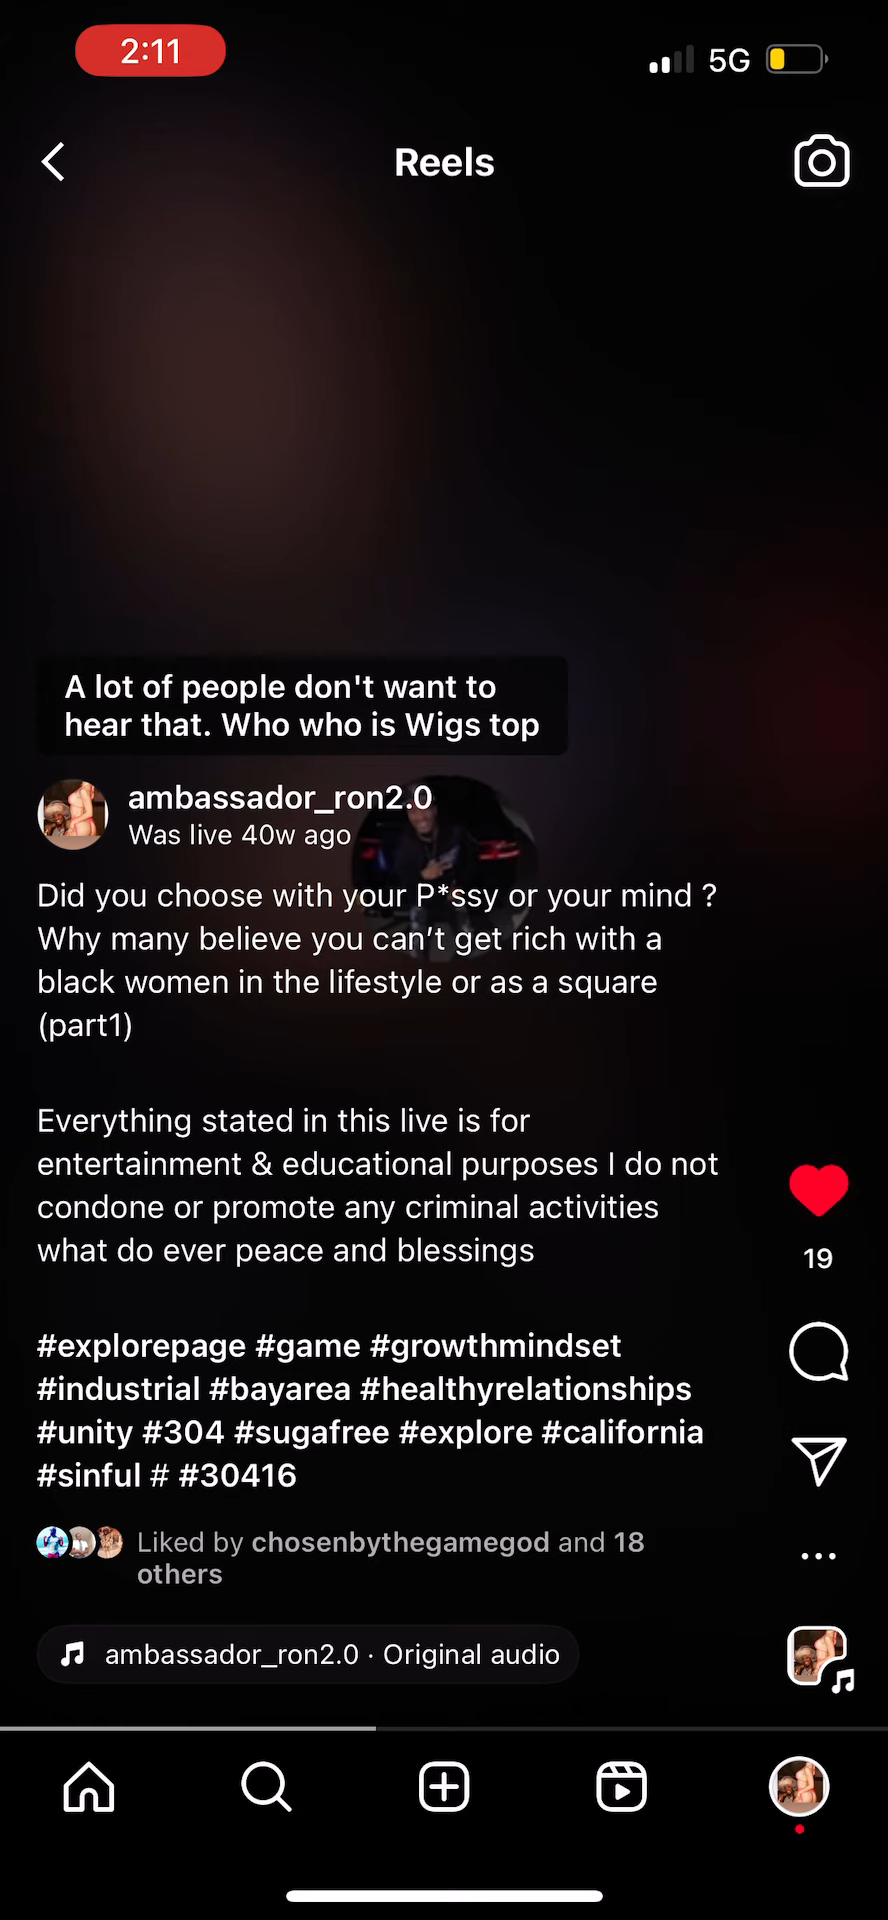 2:11
5G
Reels
A lot of people don't want to
hear that. Who who is Wigs top
ambassador_ron2.0
Was live 40w ago
Did you choose with your P*ssy or your mind ?
Why many believe you can’t get rich with a
black women in the lifestyle or as a square
(part1)
Everything stated in this live is for
entertainment & educational purposes I do not
condone or promote any criminal activities
what do ever peace and blessings
19
#explorepage #game #growthmindset
#industrial #bayarea #healthyrelationships
#unity #304 #sugafree #explore #california
#sinful # #30416
Liked by chosenbythegamegod and 18
others
ambassador_ron2.0 · Original audio